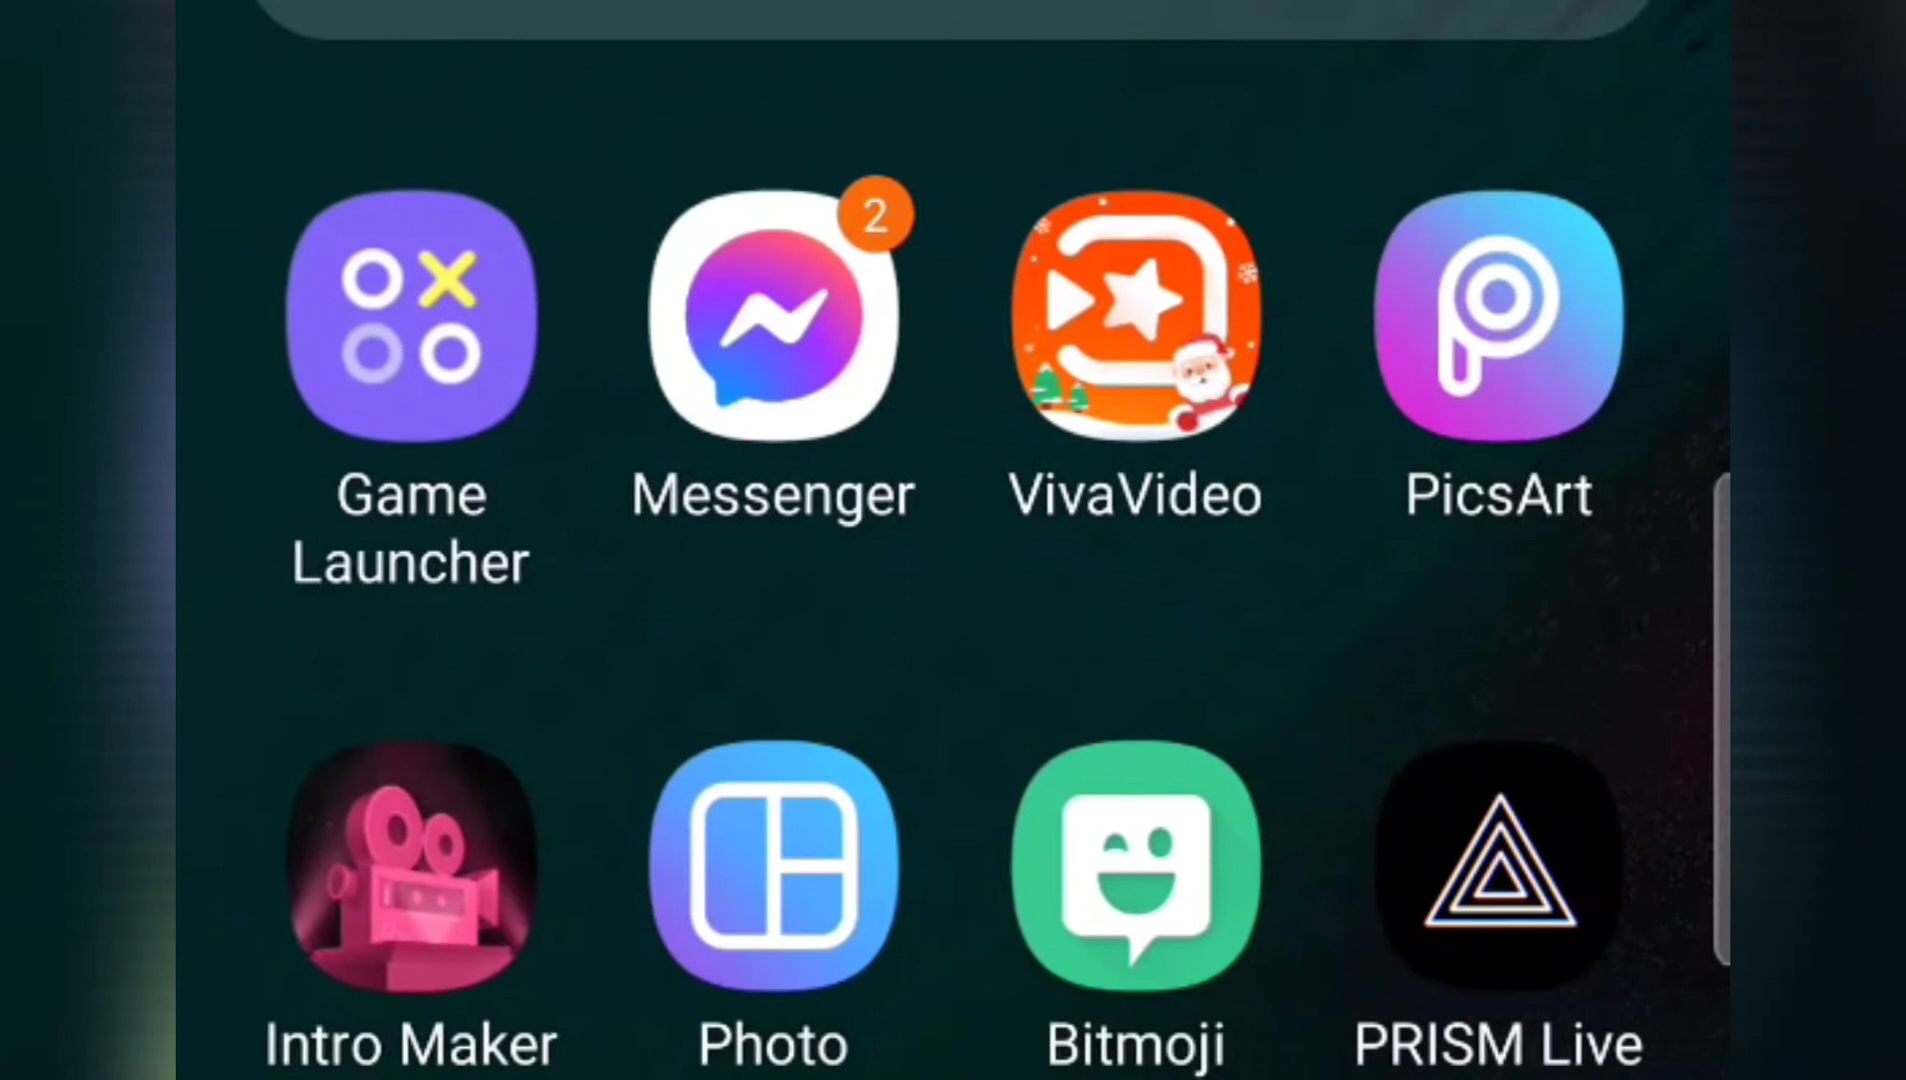 2
Game
Launcher
Messenger
VivaVideo
PicsArt
Intro Maker
Photo
Bitmoji
PRISM Live